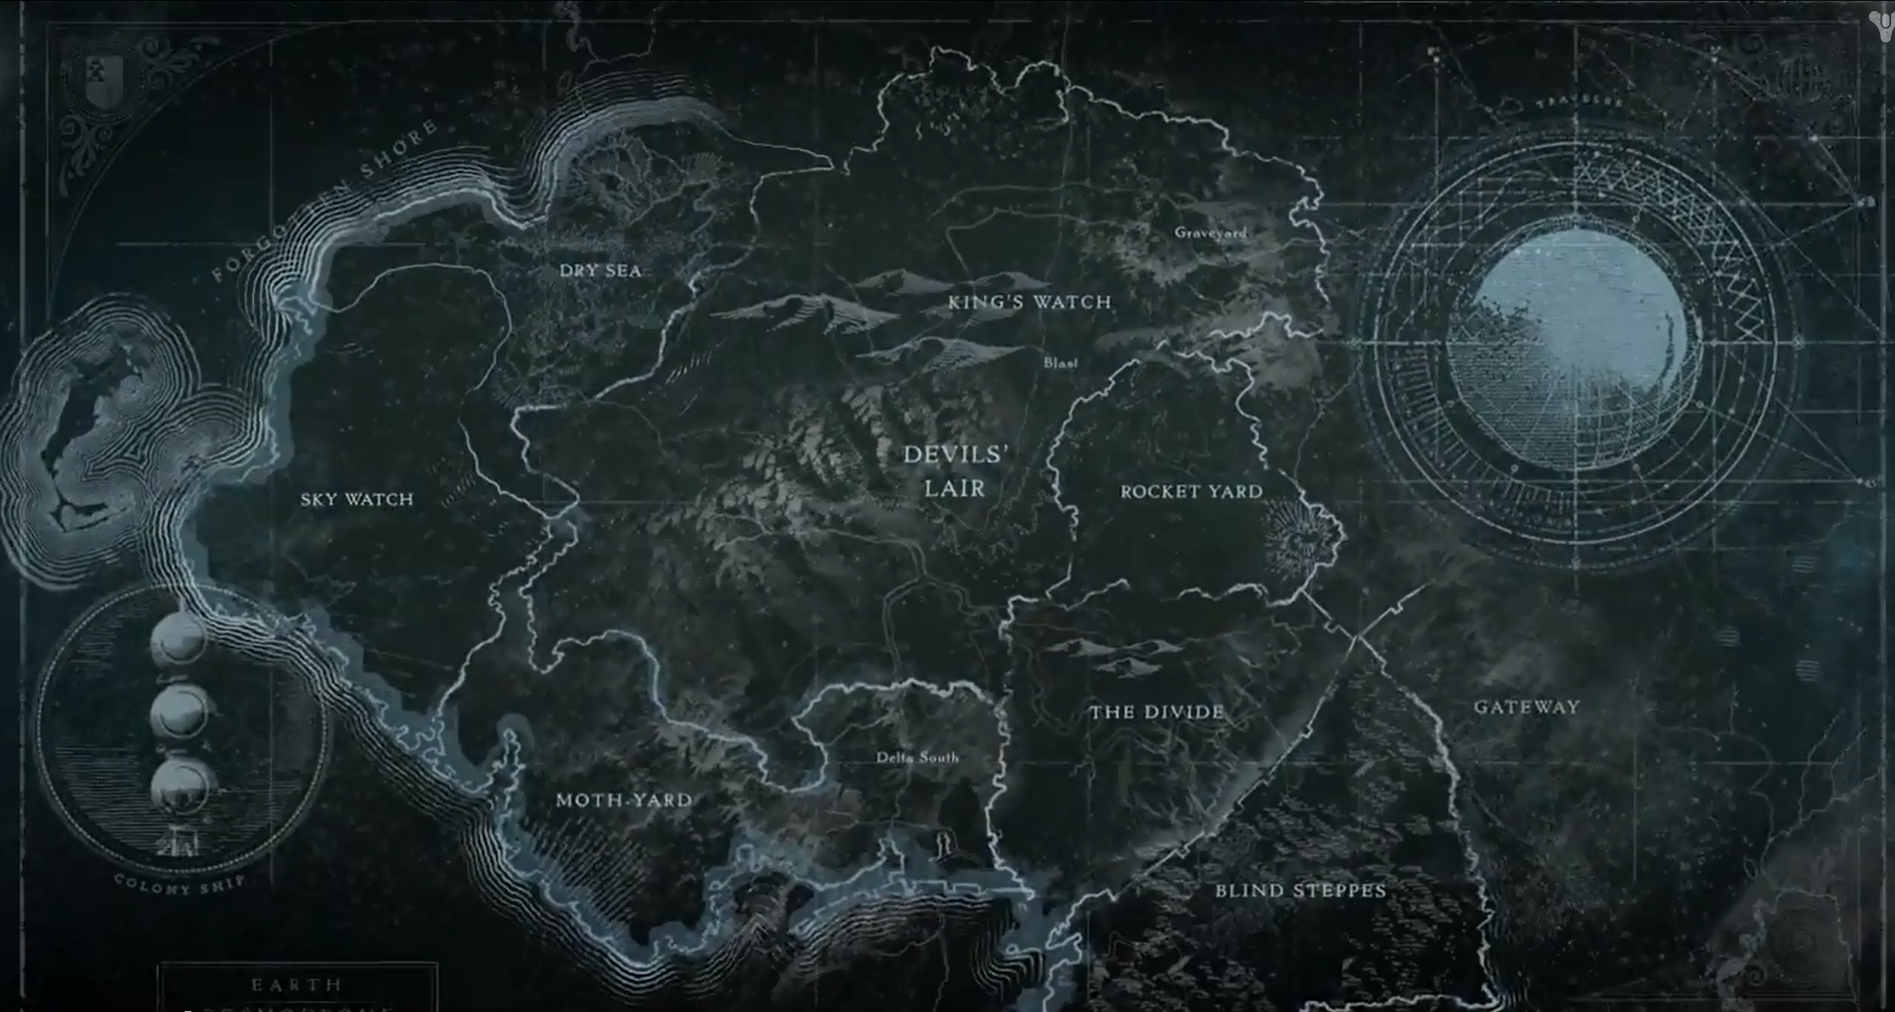 TRAVELER
FORGOTTEN SHORE
Graveyard
DRY SEA
KING'S WATCH
Blast
DEVILS'
LAIR
SKY WATCH
ROCKET YARD
THE DIVIDE
GATEWAY
Delta South
MOTH-YARD
COLONY SHIP
BLIND STEPPES
EARTH